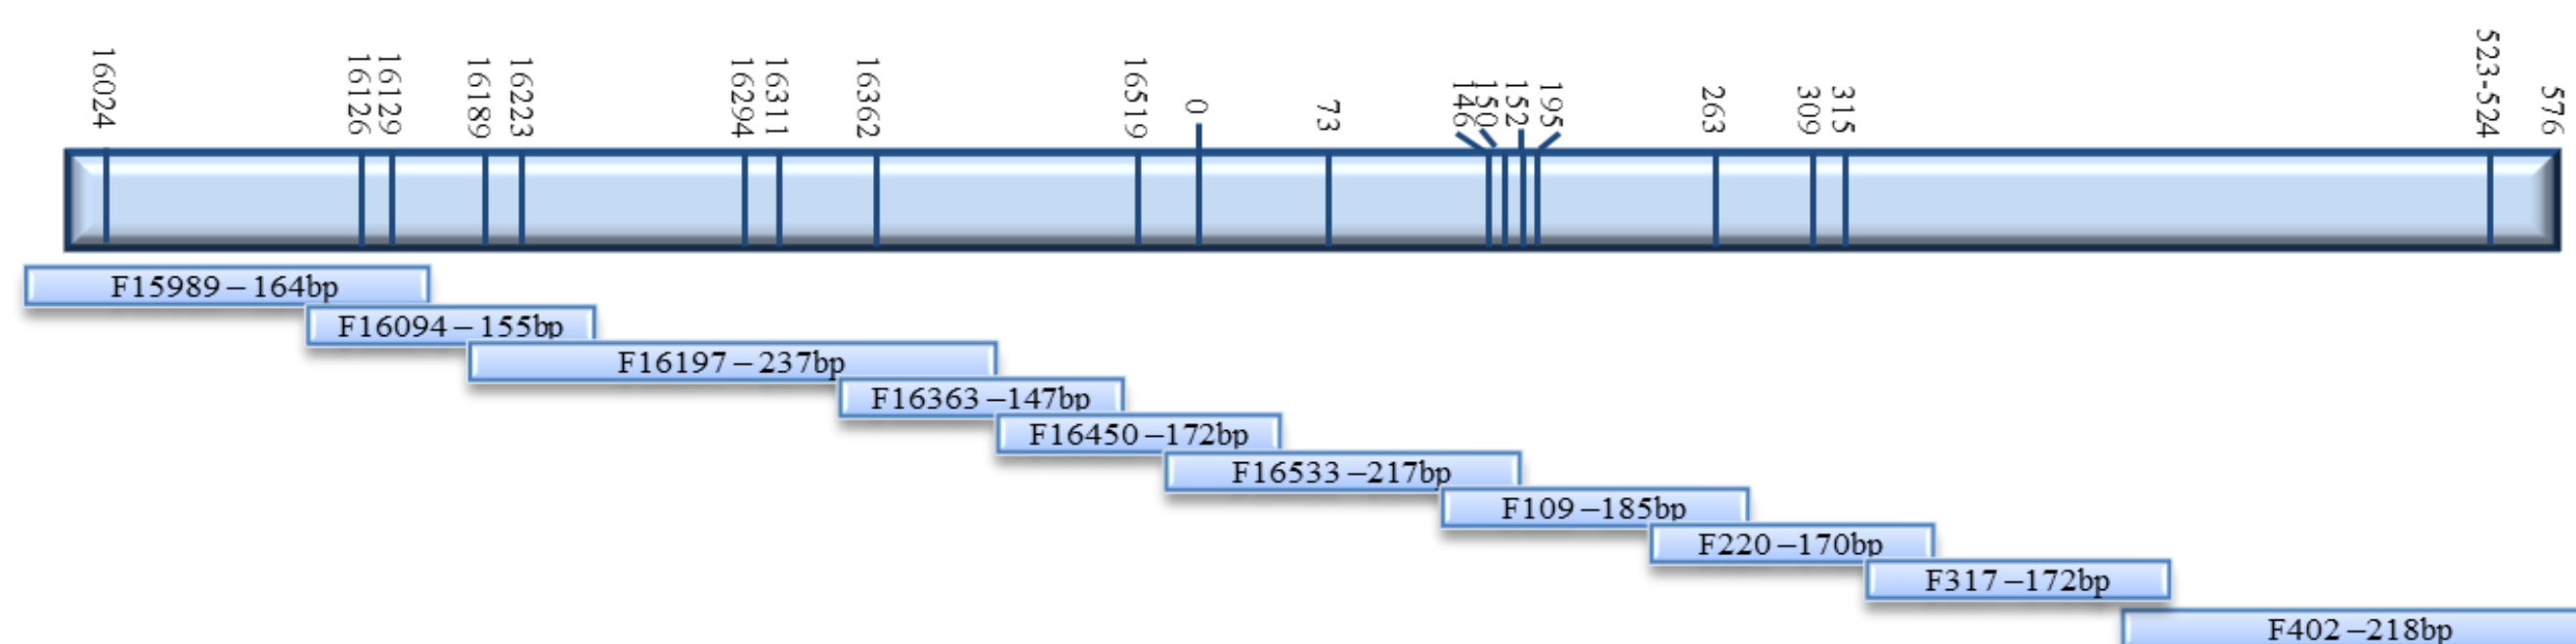 16024
16126
16129
16189
16223
16294
16311
16362
16519
0
73
146
150
152
195
263
309
315
523-524
576
F15989 – 164bp
F16094 – 155bp
F16197 – 237bp
F16363 –147bp
F16450 –172bp
F16533 –217bp
F109 –185bp
F220 –170bp
F317 –172bp
F402 –218bp